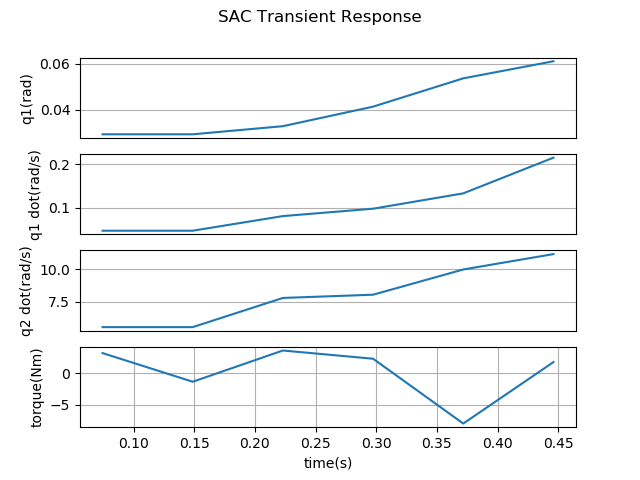 SAC Transient Response
0.06
0.04
q1(rad)
0.2
0.1
q1 dot(rad/s)
10.0
7.5
q2 dot(rad/s)
0
−5
torque(Nm)
0.10 0.15 0.20 0.25 0.30 0.35 0.40 0.45
time(s)